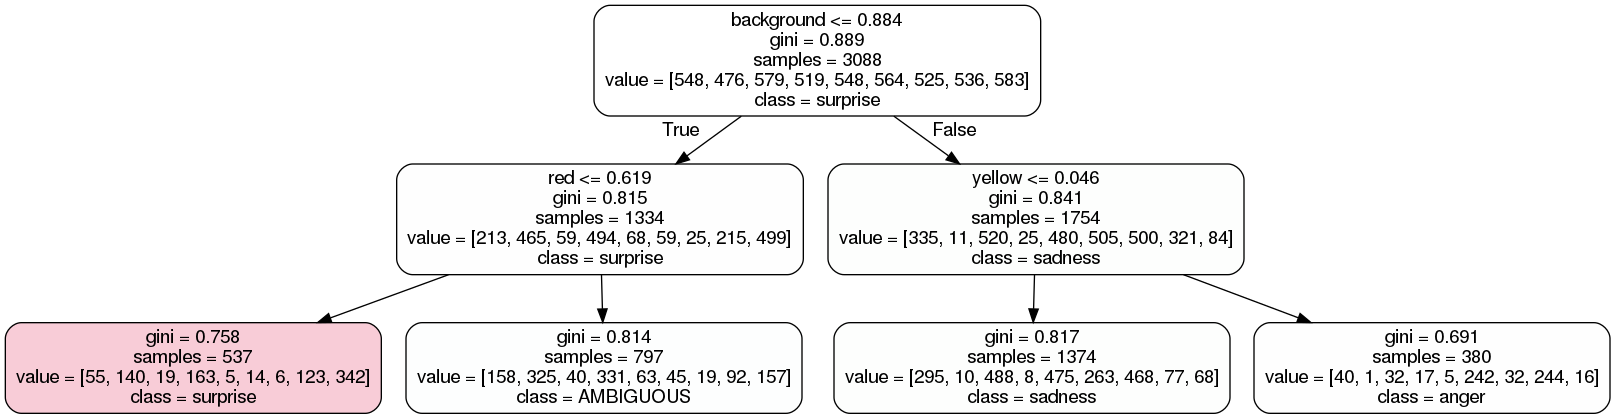 background <= 0.884
gini = 0.889
samples = 3088
value = [548, 476, 579, 519, 548, 564, 525, 536, 583]
class = surprise
True
False
red <= 0.619
gini = 0.815
samples = 1334
value = [213, 465, 59, 494, 68, 59, 25, 215, 499]
class = surprise
yellow <= 0.046
gini = 0.841
samples = 1754
value = [335, 11, 520, 25, 480, 505, 500, 321, 84]
class = sadness
gini = 0.758
samples = 537
value = [55, 140, 19, 163, 5, 14, 6, 123, 342]
class = surprise
gini = 0.814
samples = 797
value = [158, 325, 40, 331, 63, 45, 19, 92, 157]
class = AMBIGUOUS
gini = 0.817
samples = 1374
value = [295, 10, 488, 8, 475, 263, 468, 77, 68]
class = sadness
gini = 0.691
samples = 380
value = [40, 1, 32, 17, 5, 242, 32, 244, 16]
class = anger